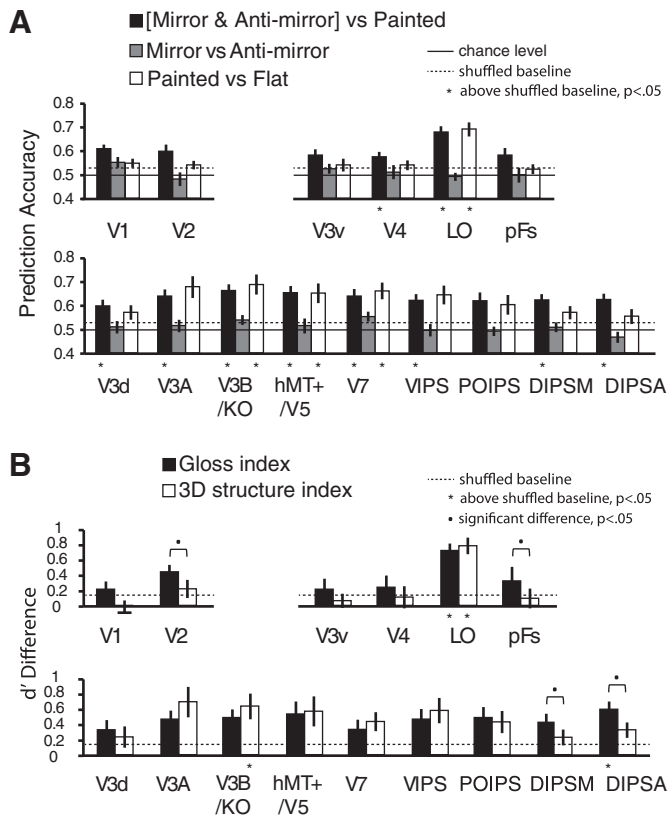 A
[Mirror & Anti-mirror] vs Painted
Mirror vs Anti-mirror
Painted vs Flat
chance level
shuffled baseline
* above shuffled baseline, p<.05
Prediction Accuracy
0.8
0.7
0.6
0.5
0.4
* * *
V1 V2 V3v V4 LO pFs
0.8
0.7
0.6
0.5
0.4
* * * * * * * * * * *
V3d V3A V3B hMT+ V7 VIPS POIPS DIPSM DIPSA
/KO /V5
B
Gloss index
3D structure index
shuffled baseline
* above shuffled baseline, p<.05
• significant difference, p<.05
d' Difference
1
0.8
0.6
0.4
0.2
0
• •
V1 V2 V3v V4 LO pFs
* *
1
0.8
0.6
0.4
0.2
0
• •
* *
V3d V3A V3B hMT+ V7 VIPS POIPS DIPSM DIPSA
/KO /V5